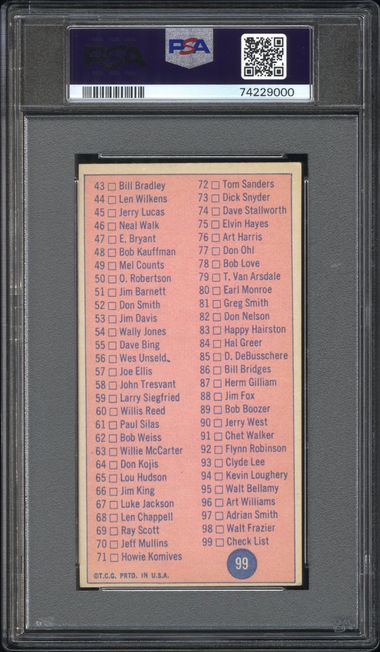 PSA
PSA
74229000
43 Bill Bradley
44 Len Wilkens
45 Jerry Lucas
46 Neal Walk
47 E. Bryant
48 Bob Kauffman
49 Mel Counts
50 O. Robertson
51 Jim Barnett
52 Don Smith
53 Jim Davis
54 Wally Jones
55 Dave Bing
56 Wes Unseld
57 Joe Ellis
58 John Tresvant
59 Larry Siegfried
60 Willis Reed
61 Paul Silas
62 Bob Weiss
63 Willie McCarter
64 Don Kojis
65 Lou Hudson
66 Jim King
67 Luke Jackson
68 Len Chappell
69 Ray Scott
70 Jeff Mullins
71 Howie Komives
72 Tom Sanders
73 Dick Snyder
74 Dave Stallworth
75 Elvin Hayes
76 Art Harris
77 Don Ohl
78 Bob Love
79 T. Van Arsdale
80 Earl Monroe
81 Greg Smith
82 Don Nelson
83 Happy Hairston
84 Hal Greer
85 D. DeBusschere
86 Bill Bridges
87 Herm Gilliam
88 Jim Fox
89 Bob Boozer
90 Jerry West
91 Chet Walker
92 Flynn Robinson
93 Clyde Lee
94 Kevin Loughery
95 Walt Bellamy
96 Art Williams
97 Adrian Smith
98 Walt Frazier
99 Check List
©T.C.G. PRTD. IN U.S.A.
99